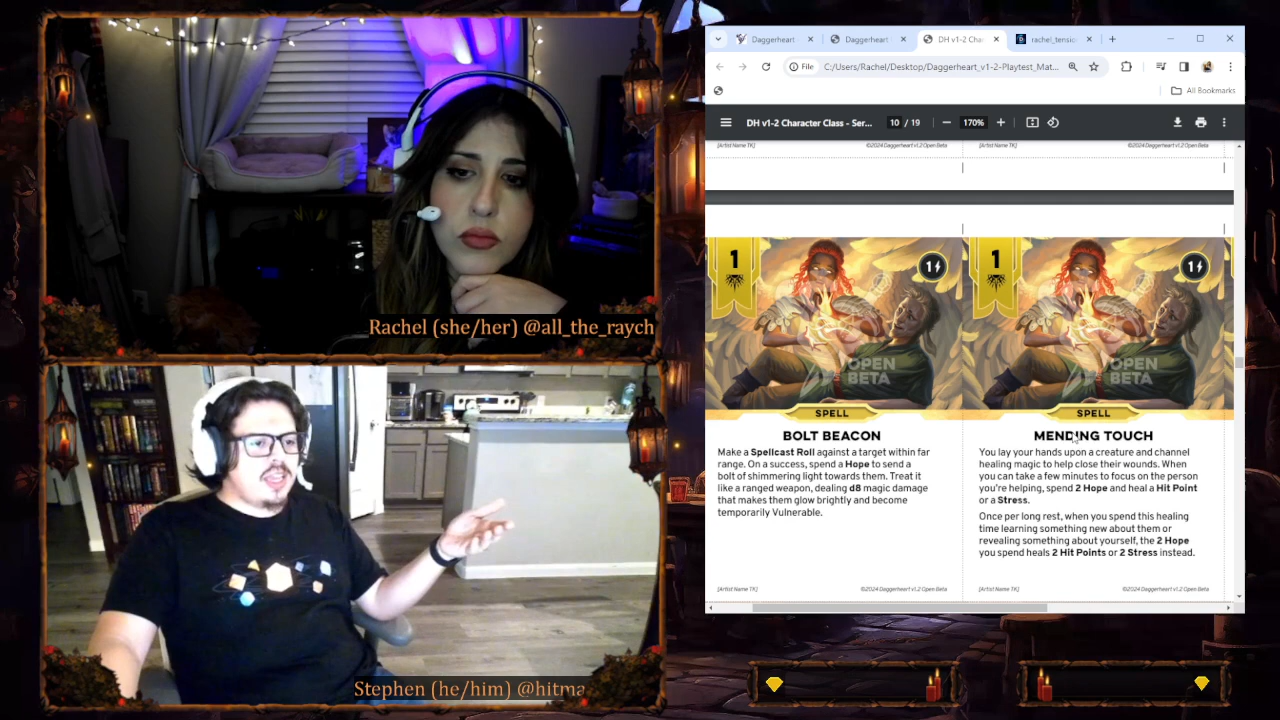 Rachel (she/her) @all_the_raych
Stephen (he/him) @hitma
Daggerheart
Daggerheart
DH v1-2 Cha
rachel_tensio
File
C:/Users/Rachel/Desktop/Daggerheart_v1-2-Playtest_Mat...
All Bookmarks
DH v1-2 Character Class - Ser...
10 / 19
170%
[Artist Name TK]
©2024 Daggerheart v1.2 Open Beta
[Artist Name TK]
©2024 Daggerheart v1.2 Open Beta
1
1
OPEN
BETA
SPELL
BOLT BEACON
Make a Spellcast Roll against a target within far
range. On a success, spend a Hope to send a
bolt of shimmering light towards them. Treat it
like a ranged weapon, dealing d8 magic damage
that makes them glow brightly and become
temporarily Vulnerable.
[Artist Name TK]
©2024 Daggerheart v1.2 Open Beta
1
1
OPEN
BETA
SPELL
MENDING TOUCH
You lay your hands upon a creature and channel
healing magic to help close their wounds. When
you can take a few minutes to focus on the person
you're helping, spend 2 Hope and heal a Hit Point
or a Stress.
Once per long rest, when you spend this healing
time learning something new about them or
revealing something about yourself, the 2 Hope
you spend heals 2 Hit Points or 2 Stress instead.
[Artist Name TK]
©2024 Daggerheart v1.2 Open Beta